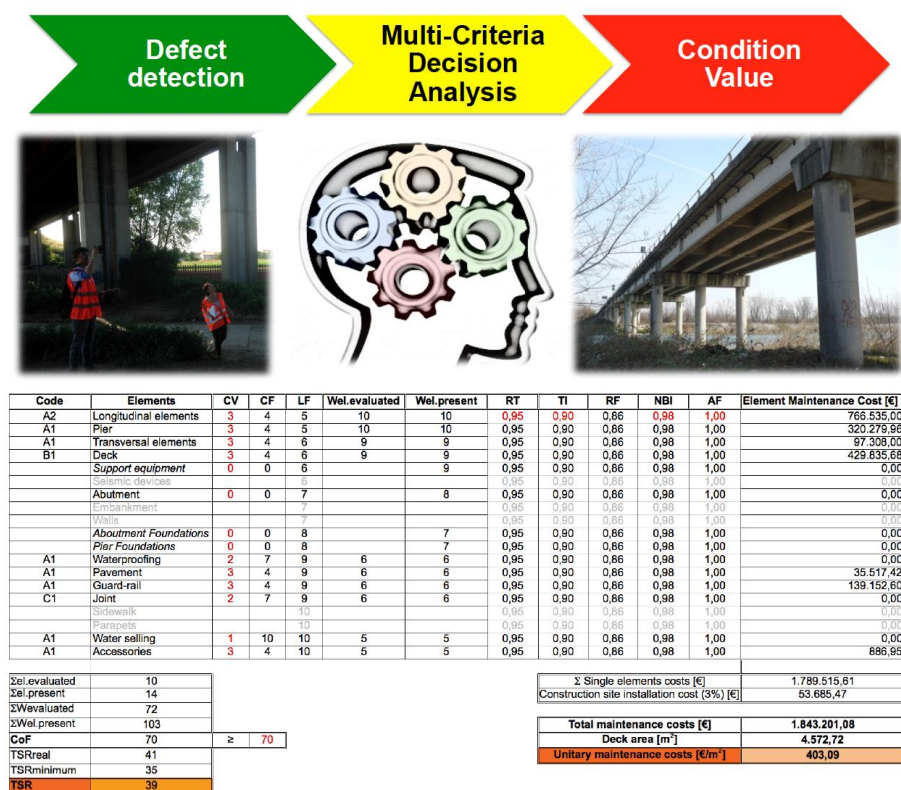 Defect
detection
Multi-Criteria
Decision
Analysis
Condition
Value
Code Elements CV CF LF Wel.evaluated Wel.present RT TI RF NBI AF Element Maintenance Cost [€]
A2 Longitudinal elements 3 4 5 10 10 0,95 0,90 0,86 0,98 1,00 766.535,00
A1 Pier 3 4 5 10 10 0,95 0,90 0,86 0,98 1,00 320.279,96
A1 Transversal elements 3 4 6 9 9 0,95 0,90 0,86 0,98 1,00 97.308,00
B1 Deck 3 4 6 9 9 0,95 0,90 0,86 0,98 1,00 429.835,68
Support equipment 0 0 6 9 0,95 0,90 0,86 0,98 1,00 0,00
Seismic devices 6 0,95 0,90 0,86 0,98 1,00 0,00
Abutment 0 0 7 8 0,95 0,90 0,86 0,98 1,00 0,00
Embankment 7 0,95 0,90 0,86 0,98 1,00 0,00
Walls 7 0,95 0,90 0,86 0,98 1,00 0,00
Aboutment Foundations 0 0 8 7 0,95 0,90 0,86 0,98 1,00 0,00
Pier Foundations 0 0 8 7 0,95 0,90 0,86 0,98 1,00 0,00
A1 Waterproofing 2 7 9 6 6 0,95 0,90 0,86 0,98 1,00 0,00
A1 Pavement 3 4 9 6 6 0,95 0,90 0,86 0,98 1,00 35.517,42
A1 Guard-rail 3 4 9 6 6 0,95 0,90 0,86 0,98 1,00 139.152,60
C1 Joint 2 7 9 6 6 0,95 0,90 0,86 0,98 1,00 0,00
Sidewalk 10 0,95 0,90 0,86 0,98 1,00 0,00
Parapets 10 0,95 0,90 0,86 0,98 1,00 0,00
A1 Water selling 1 10 10 5 5 0,95 0,90 0,86 0,98 1,00 0,00
A1 Accessories 3 4 10 5 5 0,95 0,90 0,86 0,98 1,00 886,95
Σel.evaluated 10
Σel.present 14
ΣWevaluated 72
ΣWel.present 103
CoF 70 ≥ 70
TSRreal 41
TSRminimum 35
TSR 39
Σ Single elements costs [€] 1.789.515,61
Construction site installation cost (3%) [€] 53.685,47
Total maintenance costs [€] 1.843.201,08
Deck area [m²] 4.572,72
Unitary maintenance costs [€/m²] 403,09